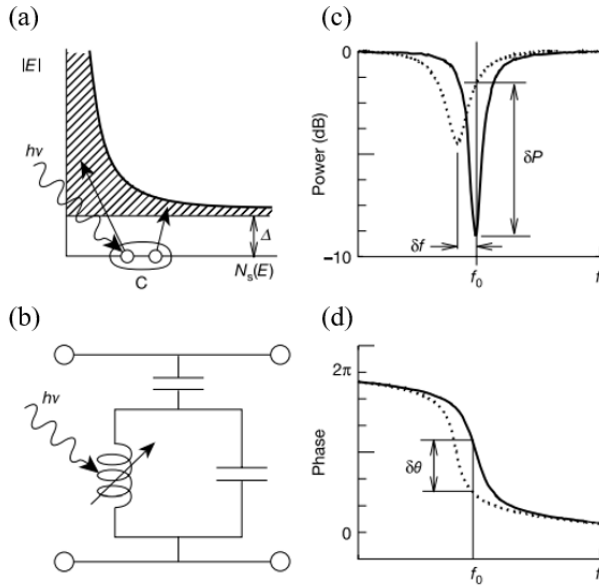 (a)
|E|
hν
Δ
C
Nₛ(E)
(b)
hν
(c)
0
Power (dB)
δP
δf
−10
f₀
f
(d)
2π
Phase
δθ
0
f₀
f